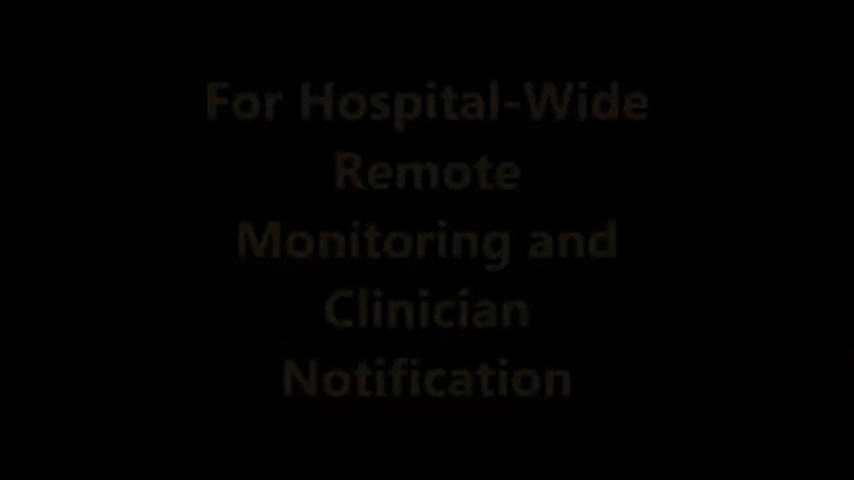 For Hospital-Wide
Remote
Monitoring and
Clinician
Notification